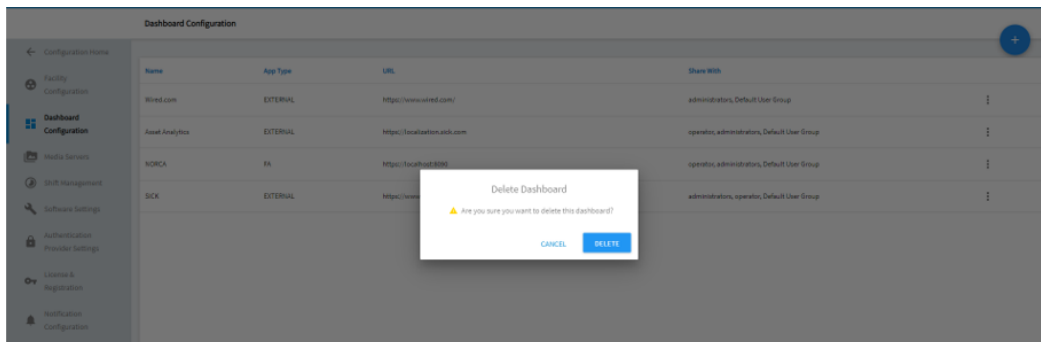 Dashboard Configuration
+
Configuration Home
Facility
Configuration
Dashboard
Configuration
Media Servers
Shift Management
Software Settings
Authentication
Provider Settings
License &
Registration
Notification
Configuration
Name App Type URL Share With
Wired.com EXTERNAL https://www.wired.com/ administrators, Default User Group
Asset Analytics EXTERNAL https://localization.sick.com operator, administrators, Default User Group
NORCA FA https://localhost:8090 operator, administrators, Default User Group
SICK EXTERNAL https://www administrators, operator, Default User Group
Delete Dashboard
Are you sure you want to delete this dashboard?
CANCEL DELETE